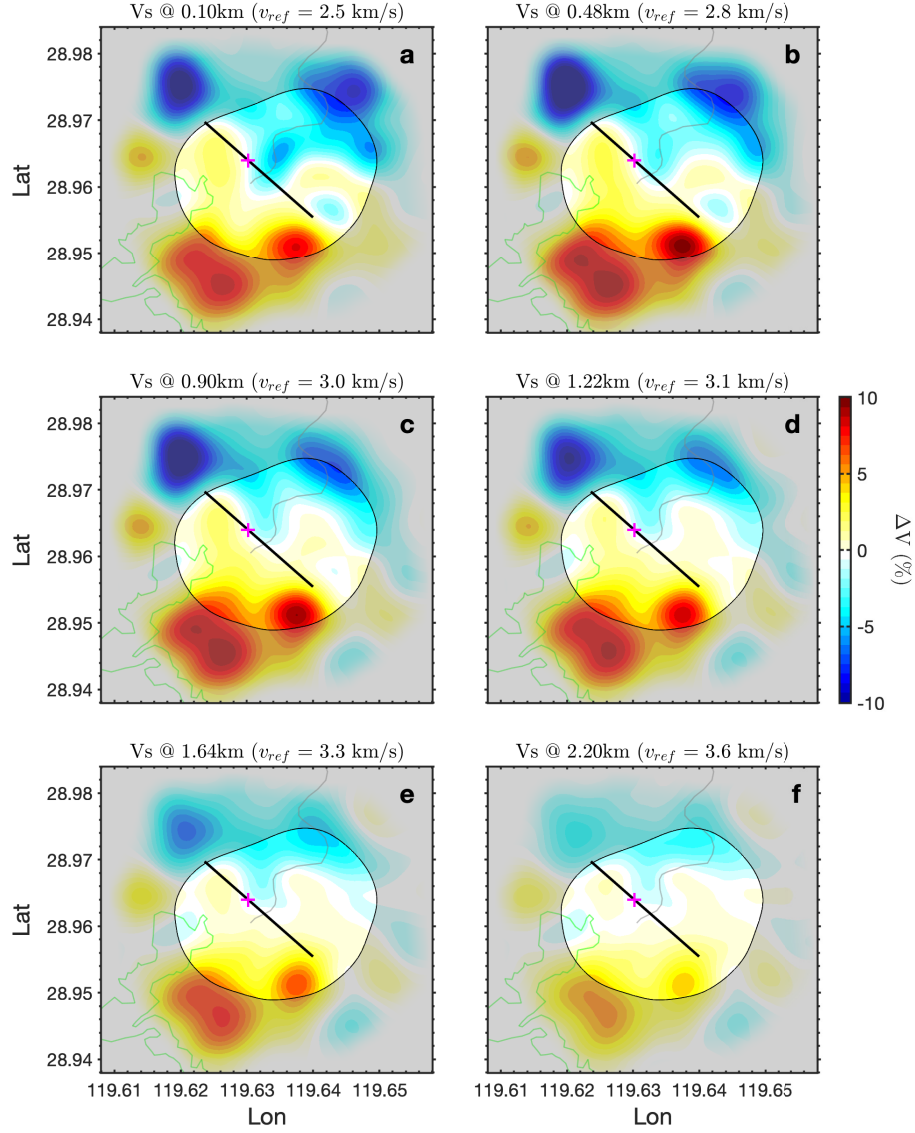 Vs @ 0.10km (v_ref = 2.5 km/s)
Vs @ 0.48km (v_ref = 2.8 km/s)
a
b
28.98
28.97
28.96
28.95
28.94
Lat
Vs @ 0.90km (v_ref = 3.0 km/s)
Vs @ 1.22km (v_ref = 3.1 km/s)
c
d
28.98
28.97
28.96
28.95
28.94
Lat
10
5
0
-5
-10
ΔV (%)
Vs @ 1.64km (v_ref = 3.3 km/s)
Vs @ 2.20km (v_ref = 3.6 km/s)
e
f
28.98
28.97
28.96
28.95
28.94
Lat
119.61 119.62 119.63 119.64 119.65
119.61 119.62 119.63 119.64 119.65
Lon
Lon